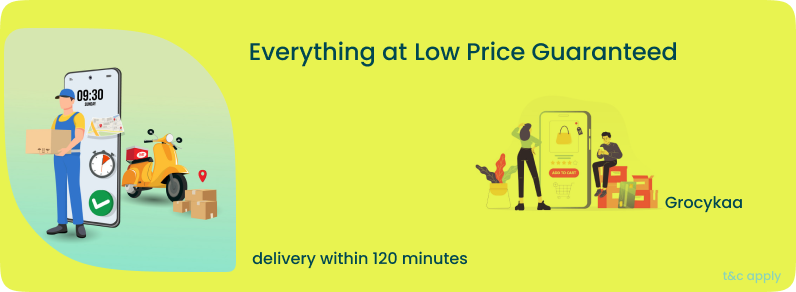 Everything at Low Price Guaranteed
09:30
SUNDAY
ADD TO CART
Grocykaa
delivery within 120 minutes
t&c apply